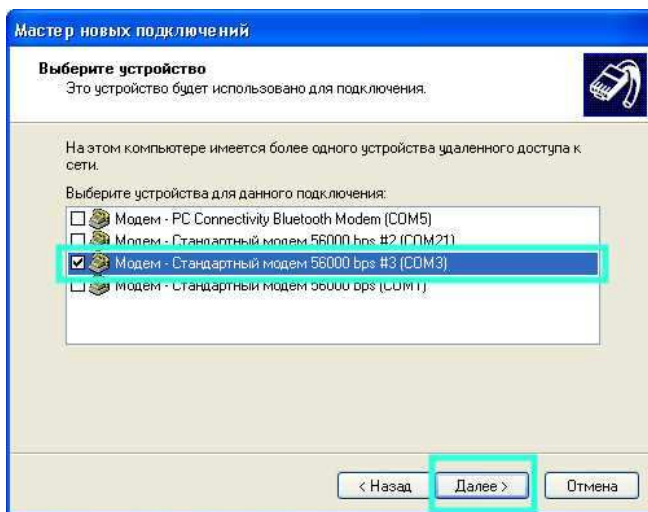 Мастер новых подключений
Выберите устройство
Это устройство будет использовано для подключения.
На этом компьютере имеется более одного устройства удаленного доступа к
сети.
Выберите устройства для данного подключения:
Модем - PC Connectivity Bluetooth Modem (COM5)
Модем - Стандартный модем 56000 bps #2 (COM21)
Модем - Стандартный модем 56000 bps #3 (COM3)
Модем - Стандартный модем 56000 bps (COM1)
< Назад
Далее >
Отмена